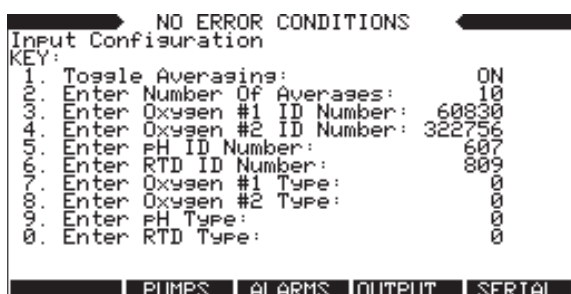 NO ERROR CONDITIONS
Input Configuration
KEY:
1. Toggle Averaging: ON
2. Enter Number Of Averages: 10
3. Enter Oxygen #1 ID Number: 60830
4. Enter Oxygen #2 ID Number: 322756
5. Enter pH ID Number: 607
6. Enter RTD ID Number: 809
7. Enter Oxygen #1 Type: 0
8. Enter Oxygen #2 Type: 0
9. Enter pH Type: 0
0. Enter RTD Type: 0
PUMPS ALARMS OUTPUT SERIAL